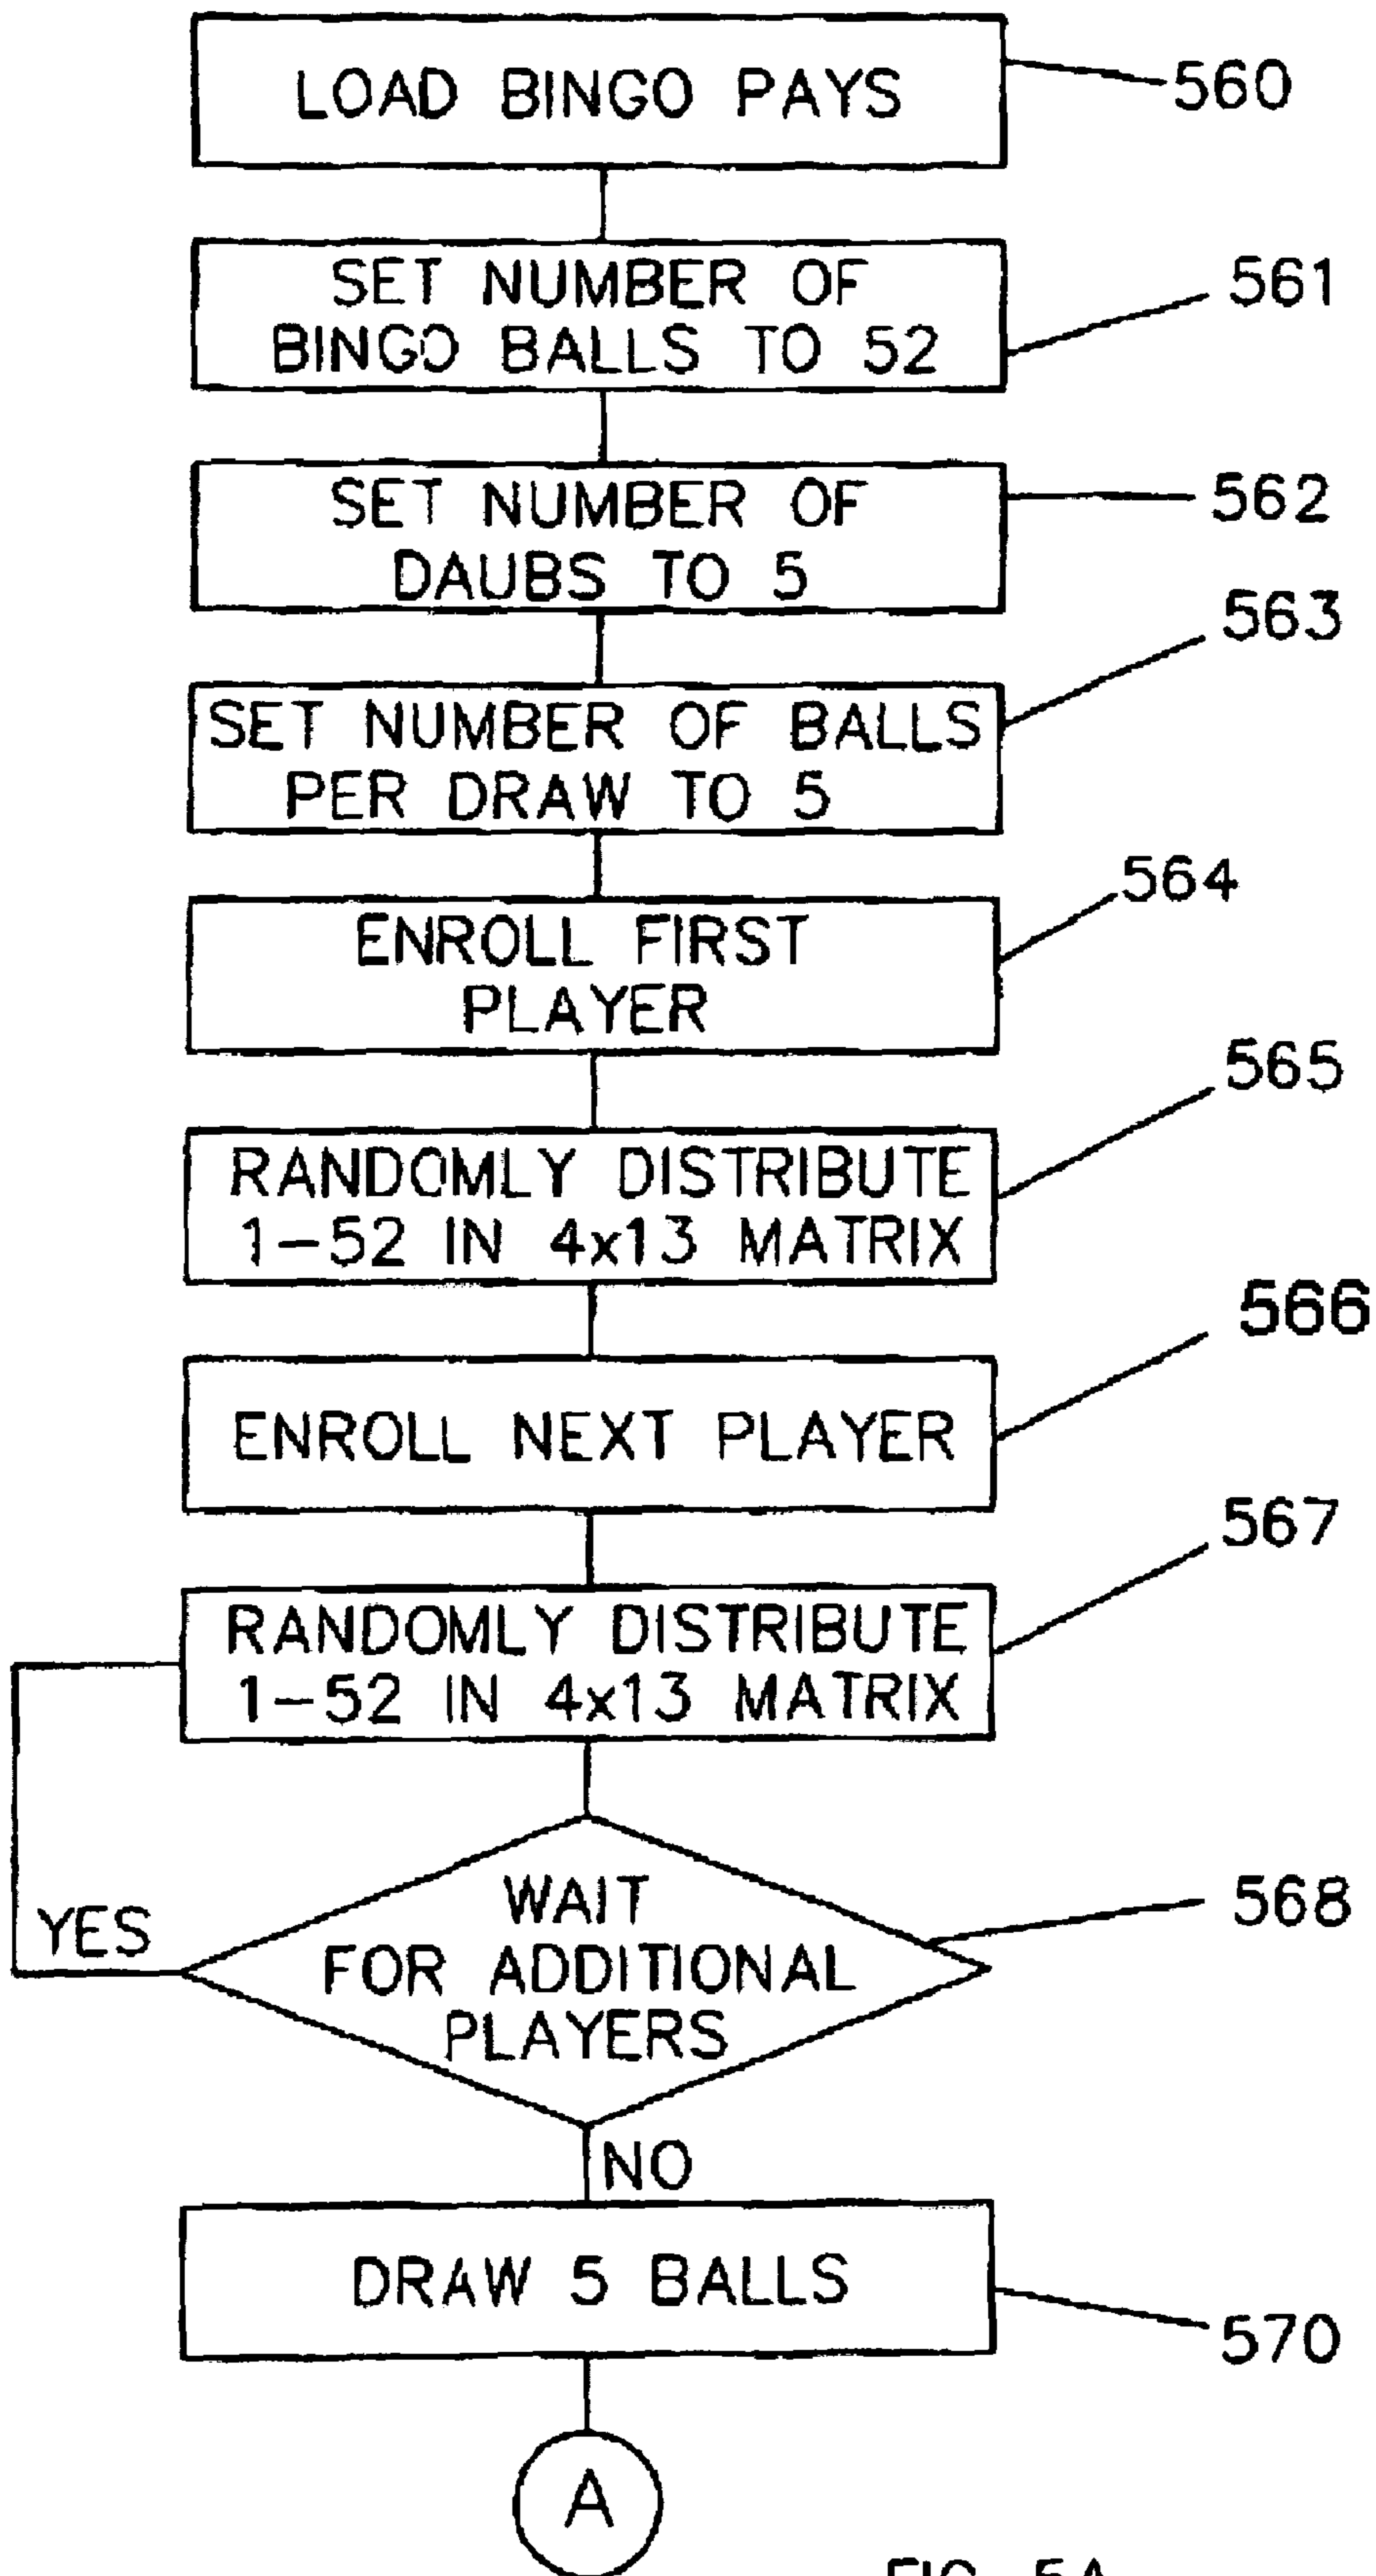 LOAD BINGO PAYS
560
SET NUMBER OF
BINGO BALLS TO 52
561
SET NUMBER OF
DAUBS TO 5
562
SET NUMBER OF BALLS
PER DRAW TO 5
563
ENROLL FIRST
PLAYER
564
RANDOMLY DISTRIBUTE
1-52 IN 4x13 MATRIX
565
ENROLL NEXT PLAYER
566
RANDOMLY DISTRIBUTE
1-52 IN 4x13 MATRIX
567
WAIT
FOR ADDITIONAL
PLAYERS
568
YES
NO
DRAW 5 BALLS
570
A
FIG. 5A